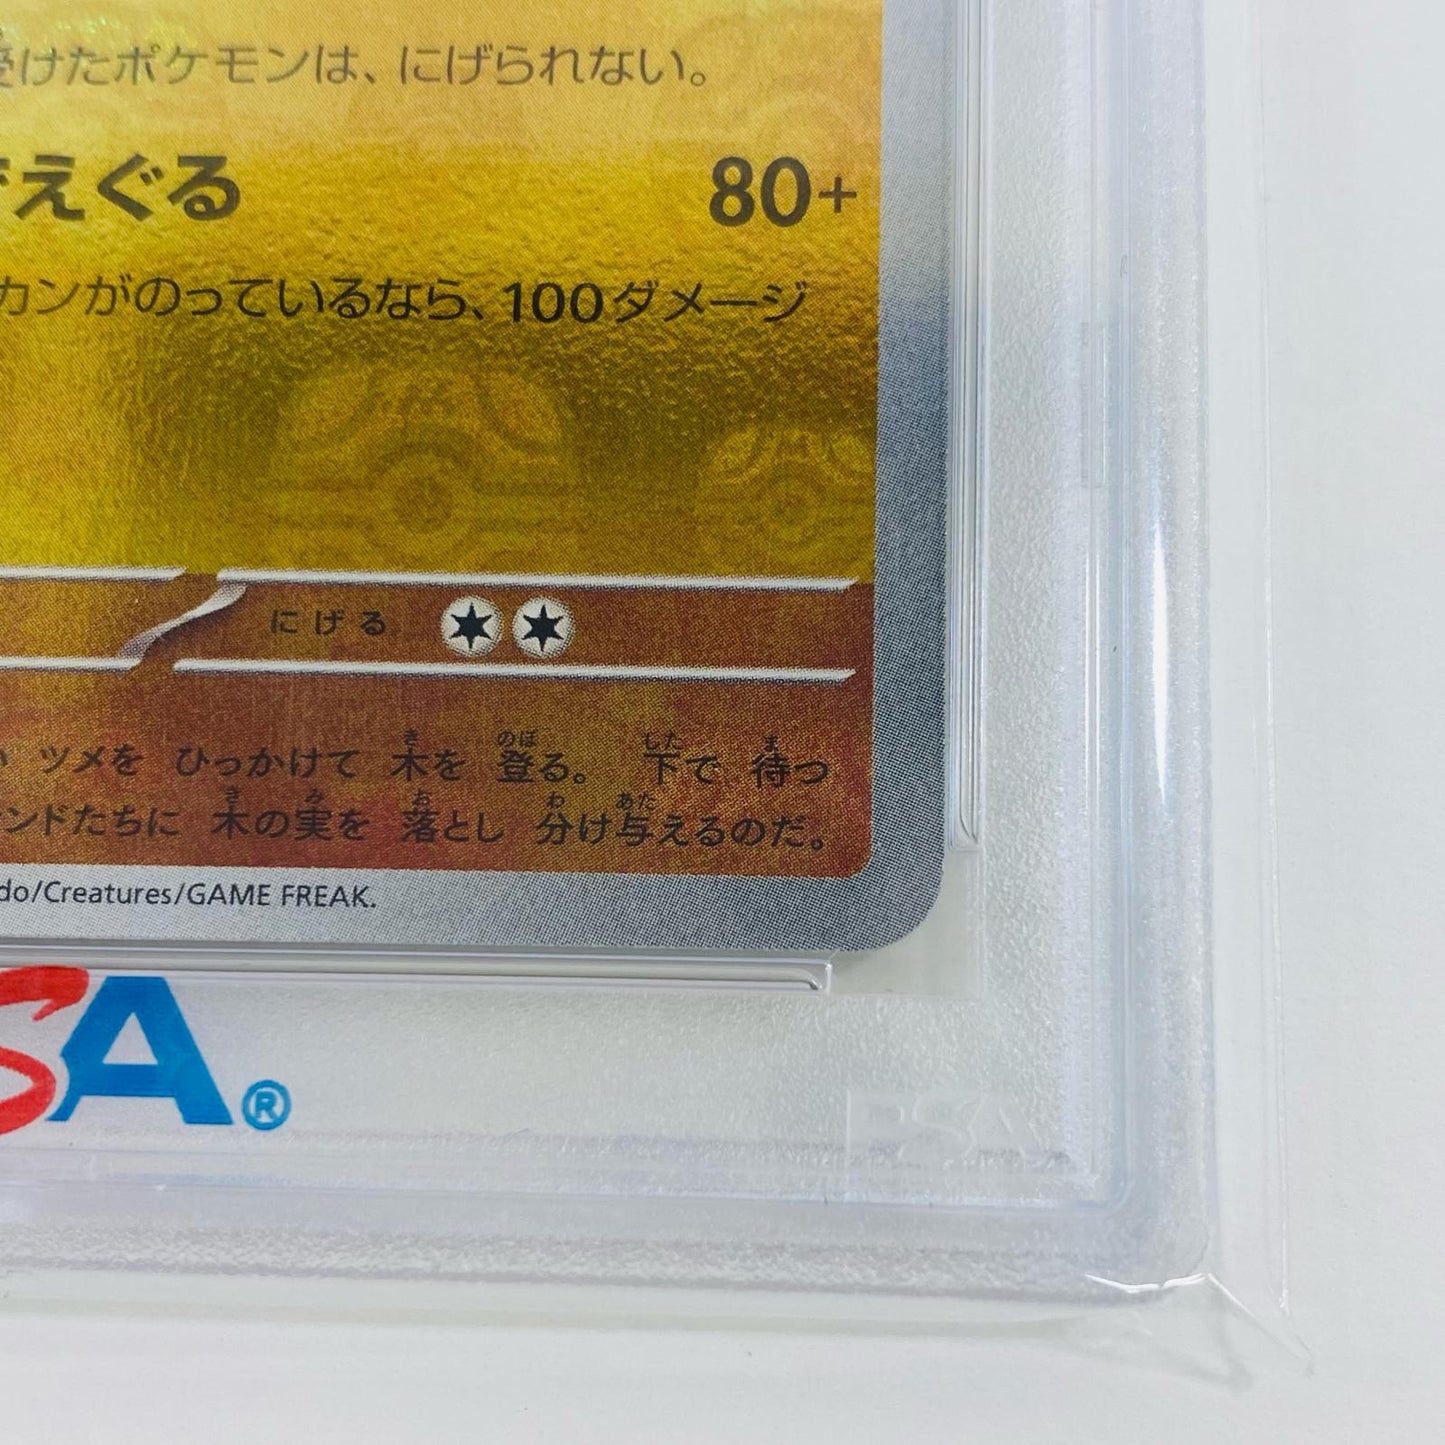 受けたポケモンは、にげられない。
えぐる 80+
カンがのっているなら、100ダメージ
にげる
ツメを ひっかけて 木を 登る。 下で 待つ
ンドたちに 木の実を 落とし 分け与えるのだ。
do/Creatures/GAME FREAK.
SA®
PSA